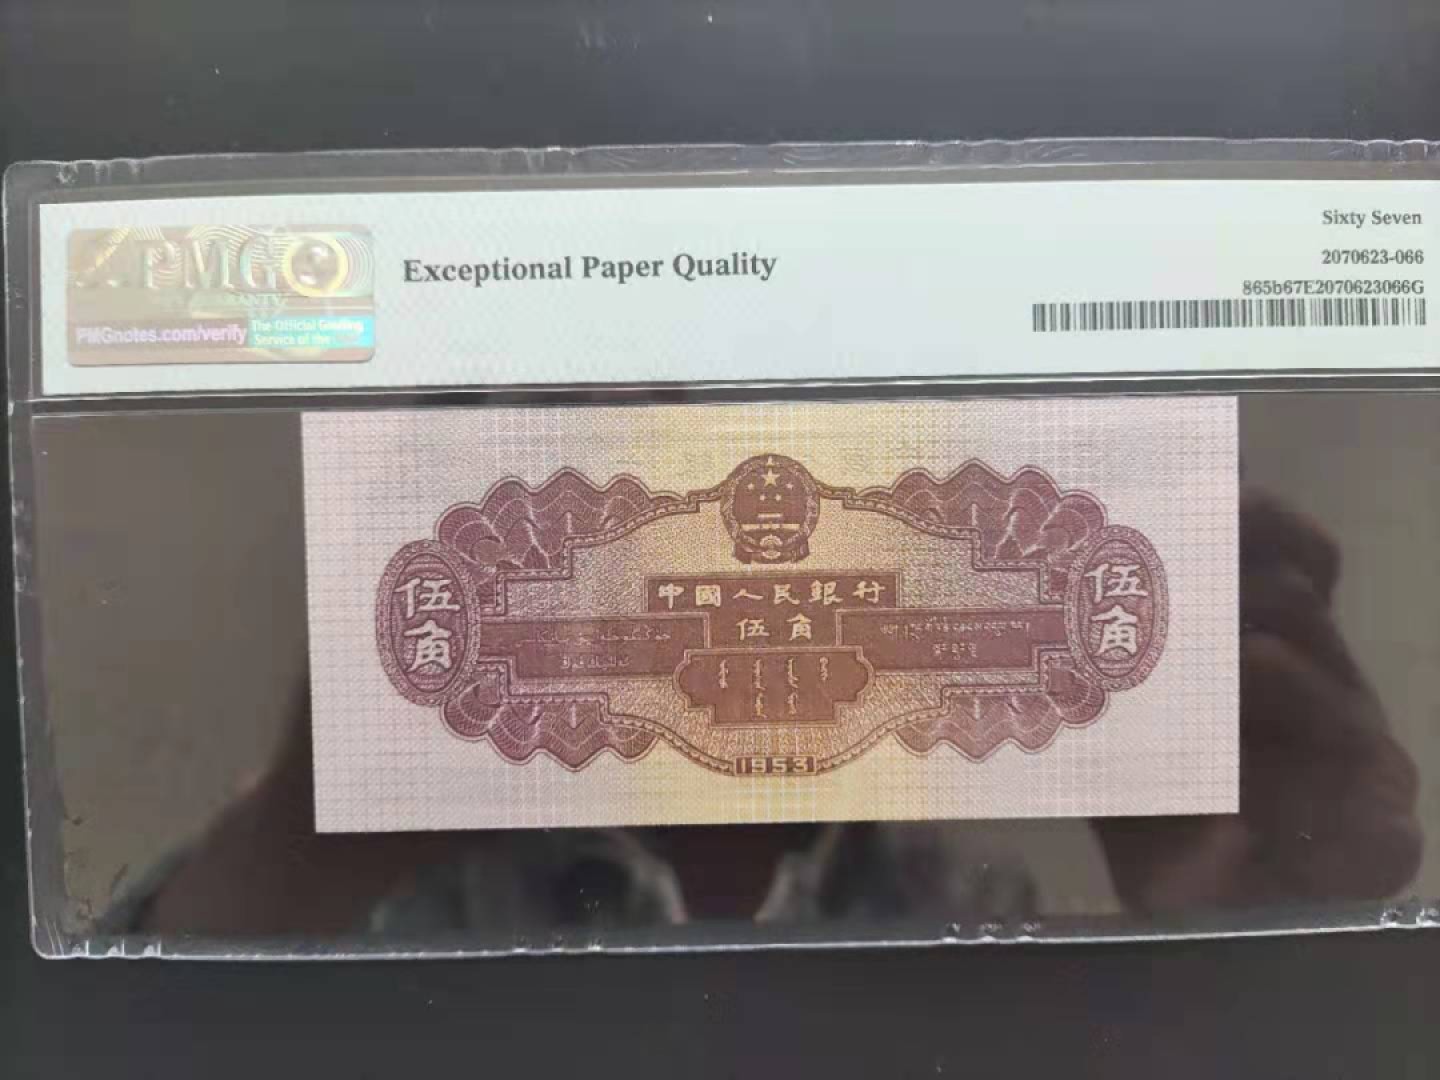 Sixty Seven
2070623-066
865b67E2070623066G
PMG
PMGnotes.com/verify
The Official Grading
Service of the
Exceptional Paper Quality
中國人民銀行
伍角
伍角
伍角
1953